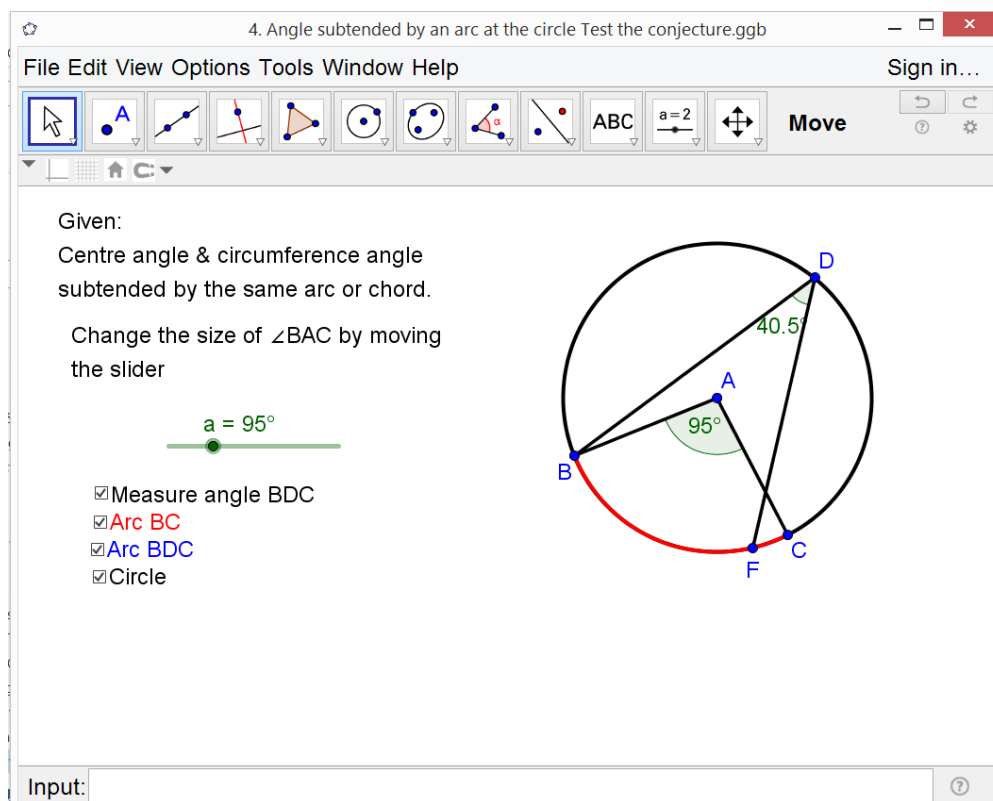 4. Angle subtended by an arc at the circle Test the conjecture.ggb
File Edit View Options Tools Window Help
Sign in…
A
α
ABC
a=2
Move
Given:
Centre angle & circumference angle
subtended by the same arc or chord.
Change the size of ∠BAC by moving
the slider
a = 95°
Measure angle BDC
Arc BC
Arc BDC
Circle
D
40.5°
A
95°
B
C
F
Input: